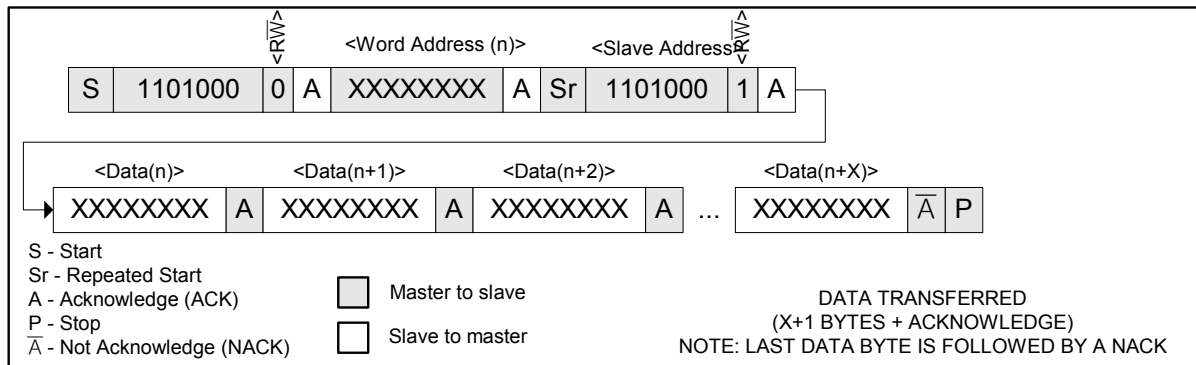 <RW̅>
<RW̅>
<Word Address (n)>
<Slave Address>
S 1101000 0 A XXXXXXXX A Sr 1101000 1 A
<Data(n)> <Data(n+1)> <Data(n+2)> <Data(n+X)>
XXXXXXXX A XXXXXXXX A XXXXXXXX A ... XXXXXXXX A̅ P
S - Start
Sr - Repeated Start
A - Acknowledge (ACK)
P - Stop
A̅ - Not Acknowledge (NACK)
Master to slave
Slave to master
DATA TRANSFERRED
(X+1 BYTES + ACKNOWLEDGE)
NOTE: LAST DATA BYTE IS FOLLOWED BY A NACK